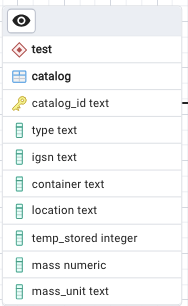 test
catalog
catalog_id text
type text
igsn text
container text
location text
temp_stored integer
mass numeric
mass_unit text